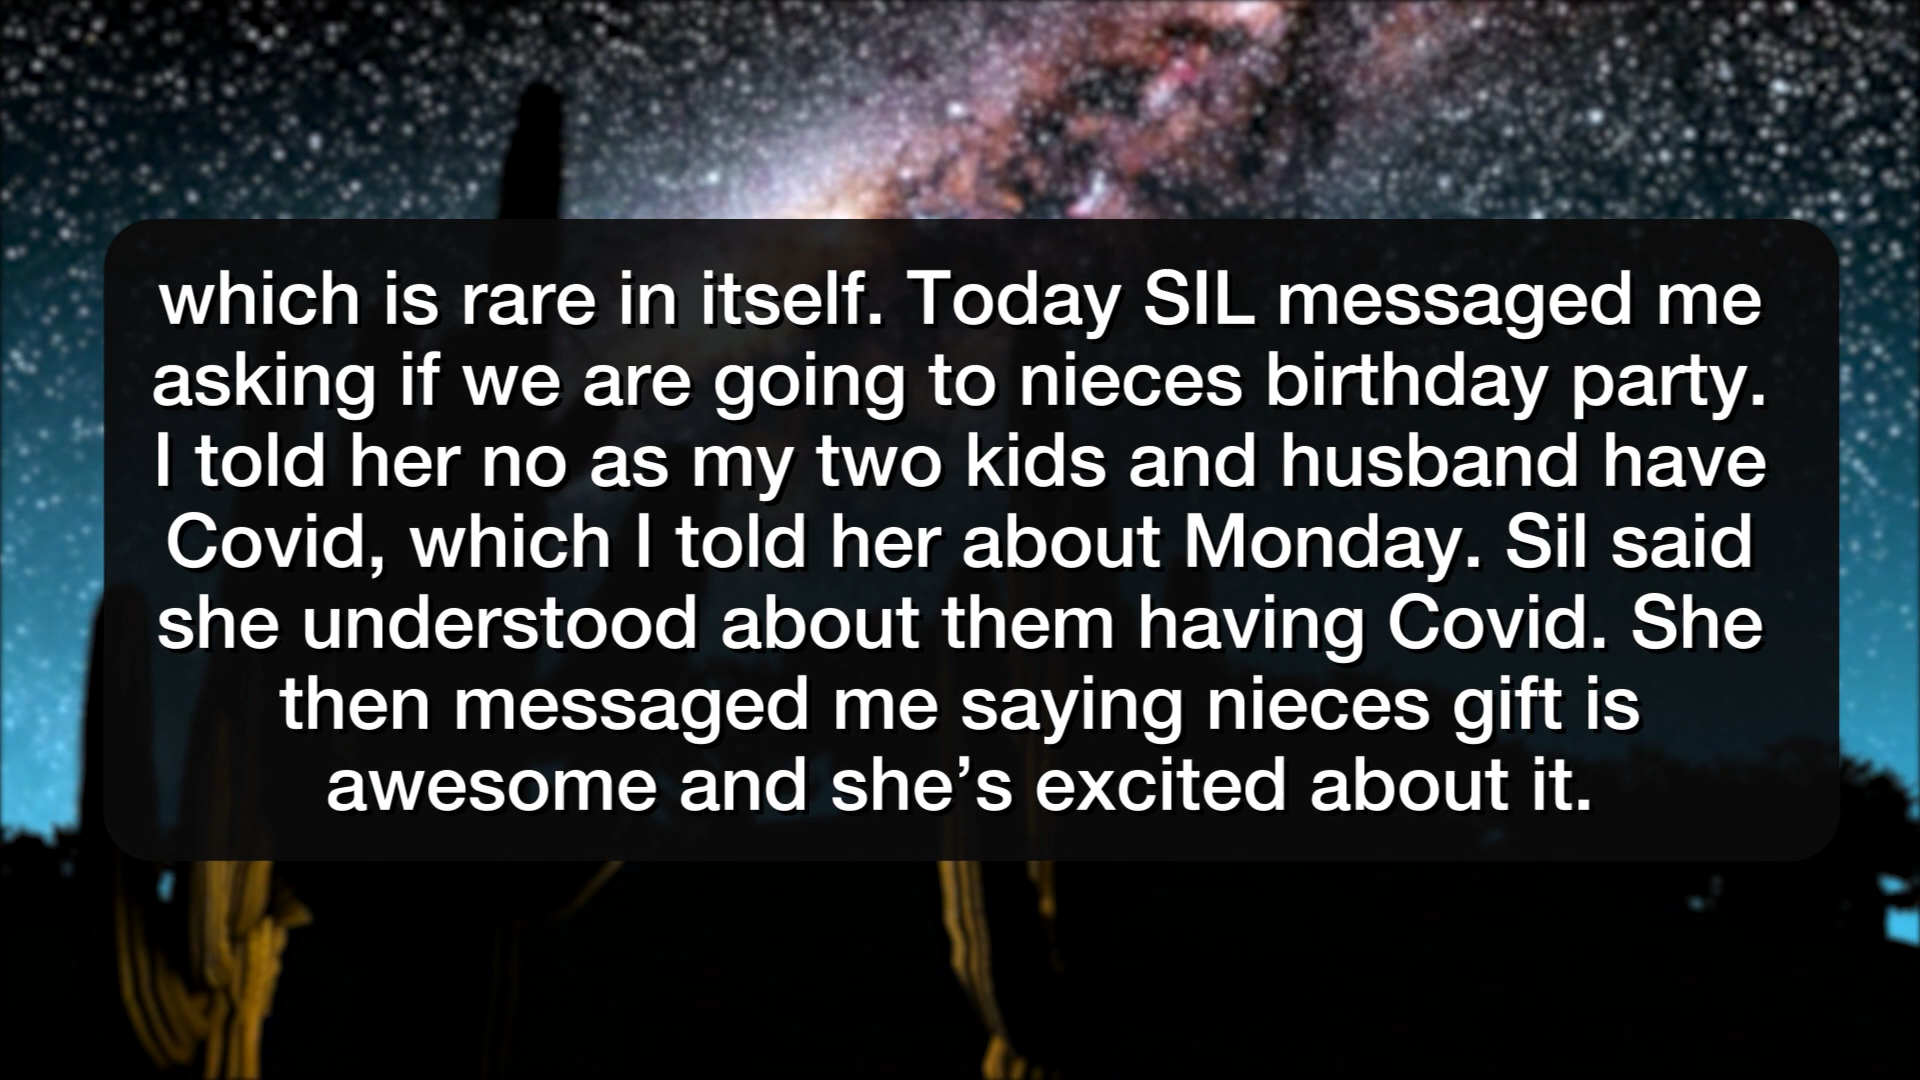 which is rare in itself. Today SIL messaged me
asking if we are going to nieces birthday party.
I told her no as my two kids and husband have
Covid, which I told her about Monday. Sil said
she understood about them having Covid. She
then messaged me saying nieces gift is
awesome and she’s excited about it.